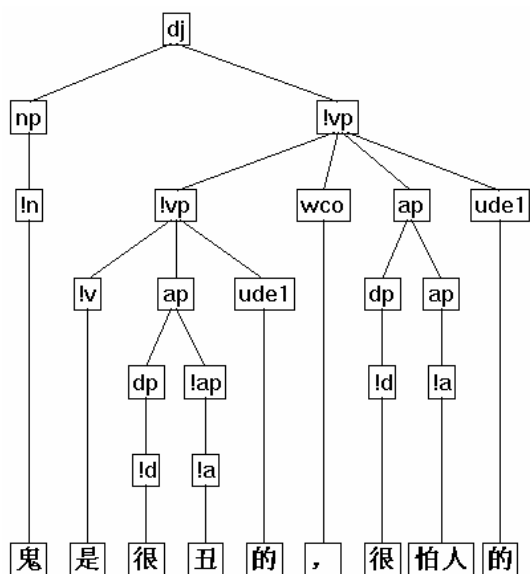 dj
np !vp
!n !vp wco ap ude1
!v ap ude1 dp ap
dp !ap !d !a
!d !a
鬼 是 很 丑 的 , 很 怕人 的